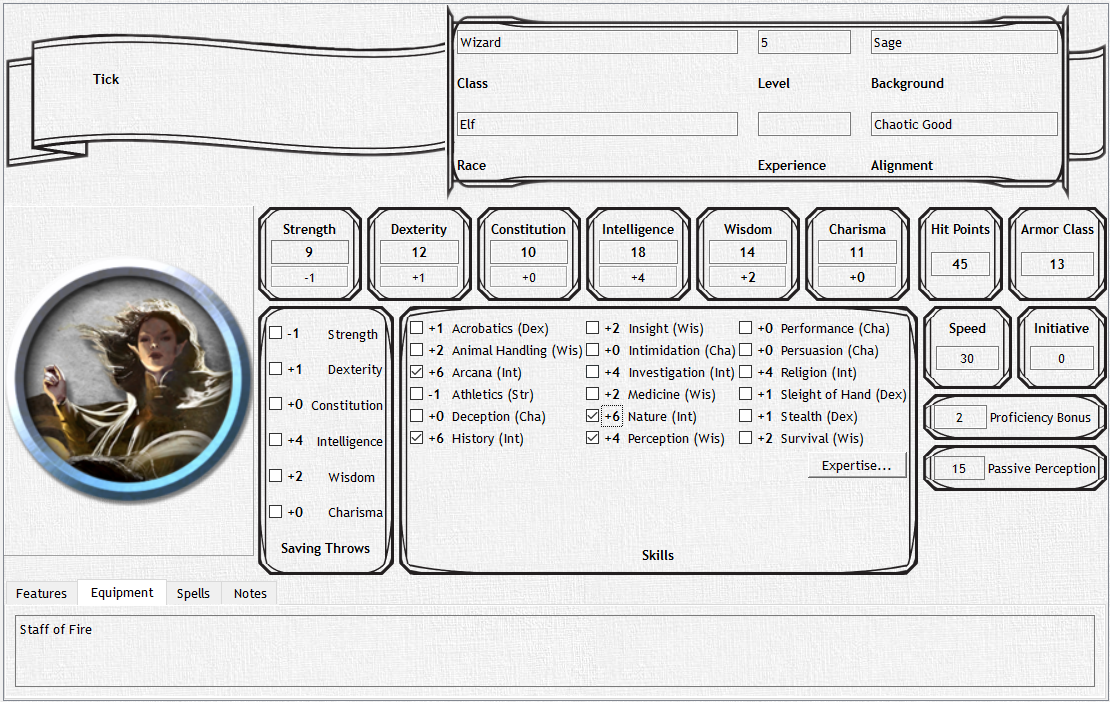 Wizard 5 Sage
Tick
Class Level Background
Elf Chaotic Good
Race Experience Alignment
Strength Dexterity Constitution Intelligence Wisdom Charisma Hit Points Armor Class
9 12 10 18 14 11 45 13
-1 +1 +0 +4 +2 +0
-1 Strength
+1 Dexterity
+0 Constitution
+4 Intelligence
+2 Wisdom
+0 Charisma
Saving Throws
+1 Acrobatics (Dex) +2 Insight (Wis) +0 Performance (Cha)
+2 Animal Handling (Wis) +0 Intimidation (Cha) +0 Persuasion (Cha)
+6 Arcana (Int) +4 Investigation (Int) +4 Religion (Int)
-1 Athletics (Str) +2 Medicine (Wis) +1 Sleight of Hand (Dex)
+0 Deception (Cha) +6 Nature (Int) +1 Stealth (Dex)
+6 History (Int) +4 Perception (Wis) +2 Survival (Wis)
Expertise...
Skills
Speed Initiative
30 0
2 Proficiency Bonus
15 Passive Perception
Features Equipment Spells Notes
Staff of Fire